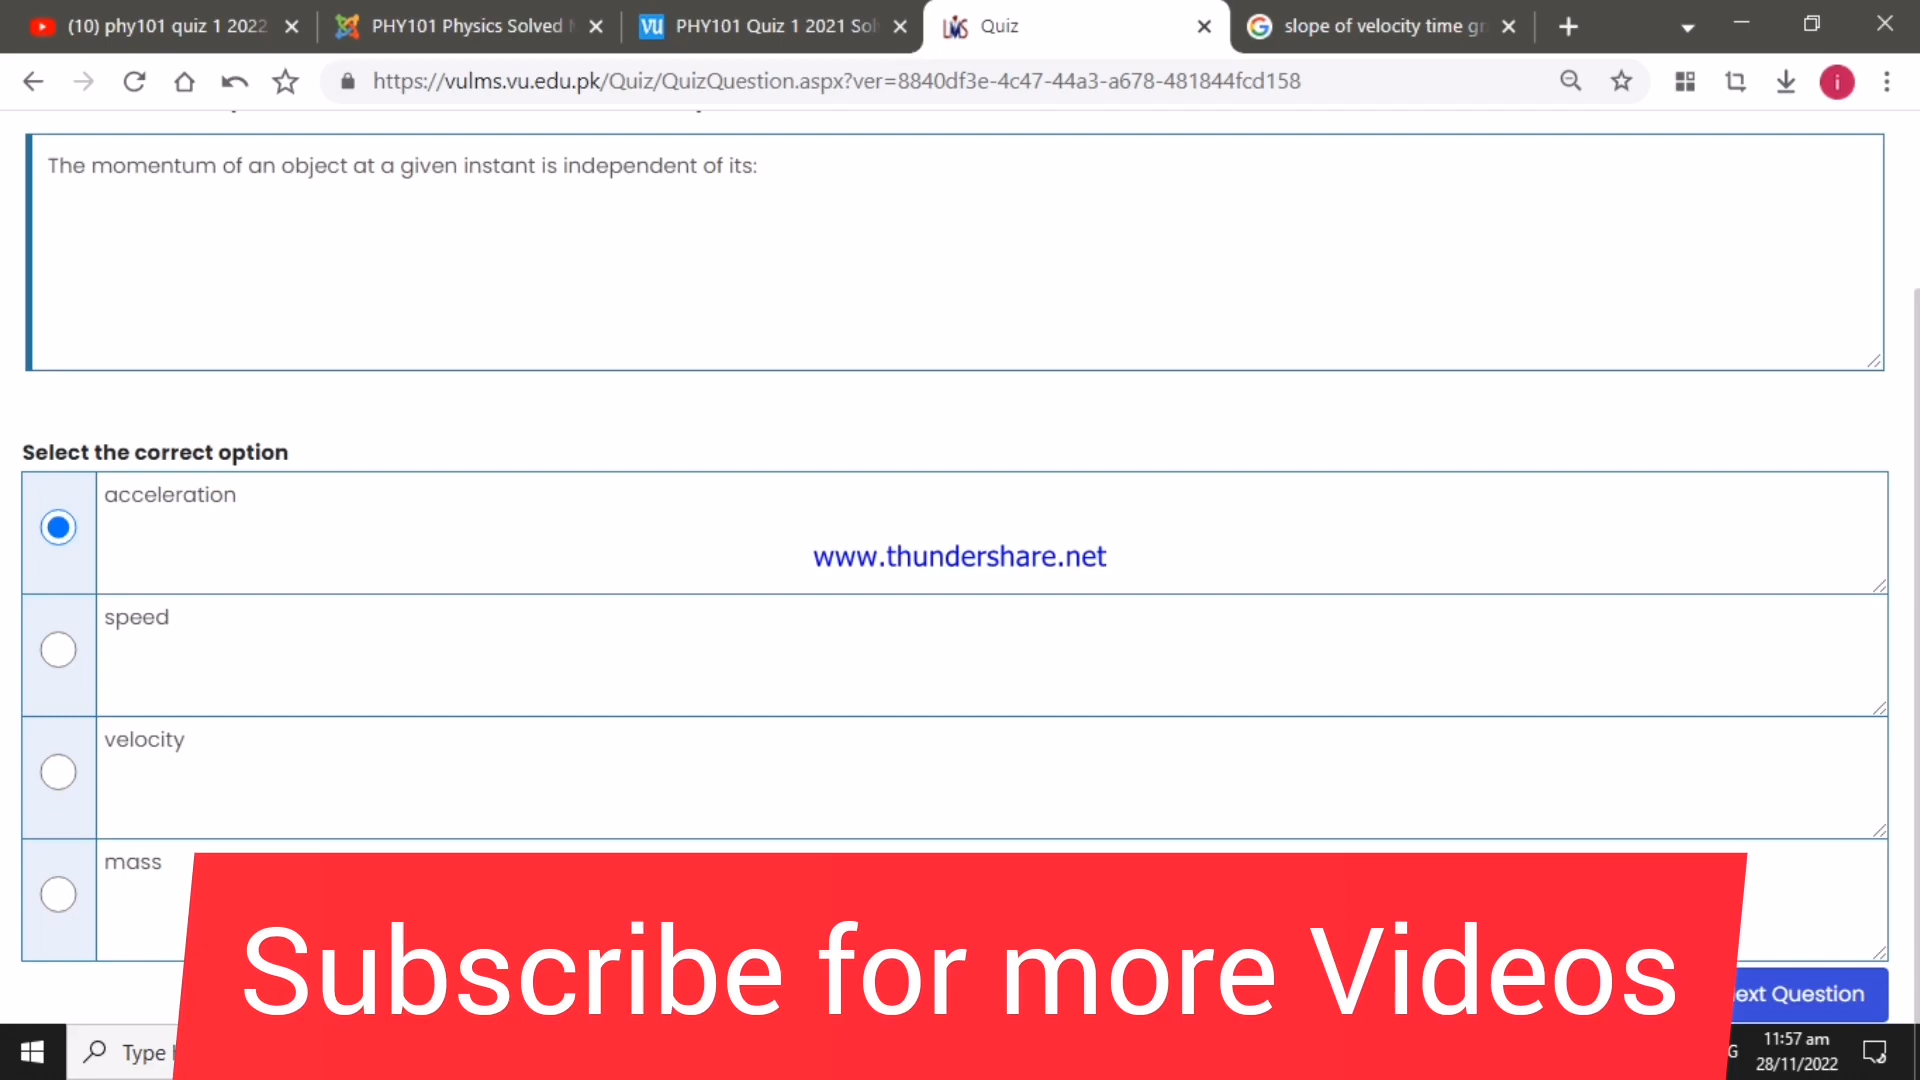 (10) phy101 quiz 1 2022
PHY101 Physics Solved
VU PHY101 Quiz 1 2021 Sol
LMS Quiz
slope of velocity time gr
https://vulms.vu.edu.pk/Quiz/QuizQuestion.aspx?ver=8840df3e-4c47-44a3-a678-481844fcd158
i
The momentum of an object at a given instant is independent of its:
Select the correct option
acceleration
www.thundershare.net
speed
velocity
mass
Subscribe for more Videos
ext Question
Type
G
11:57 am
28/11/2022